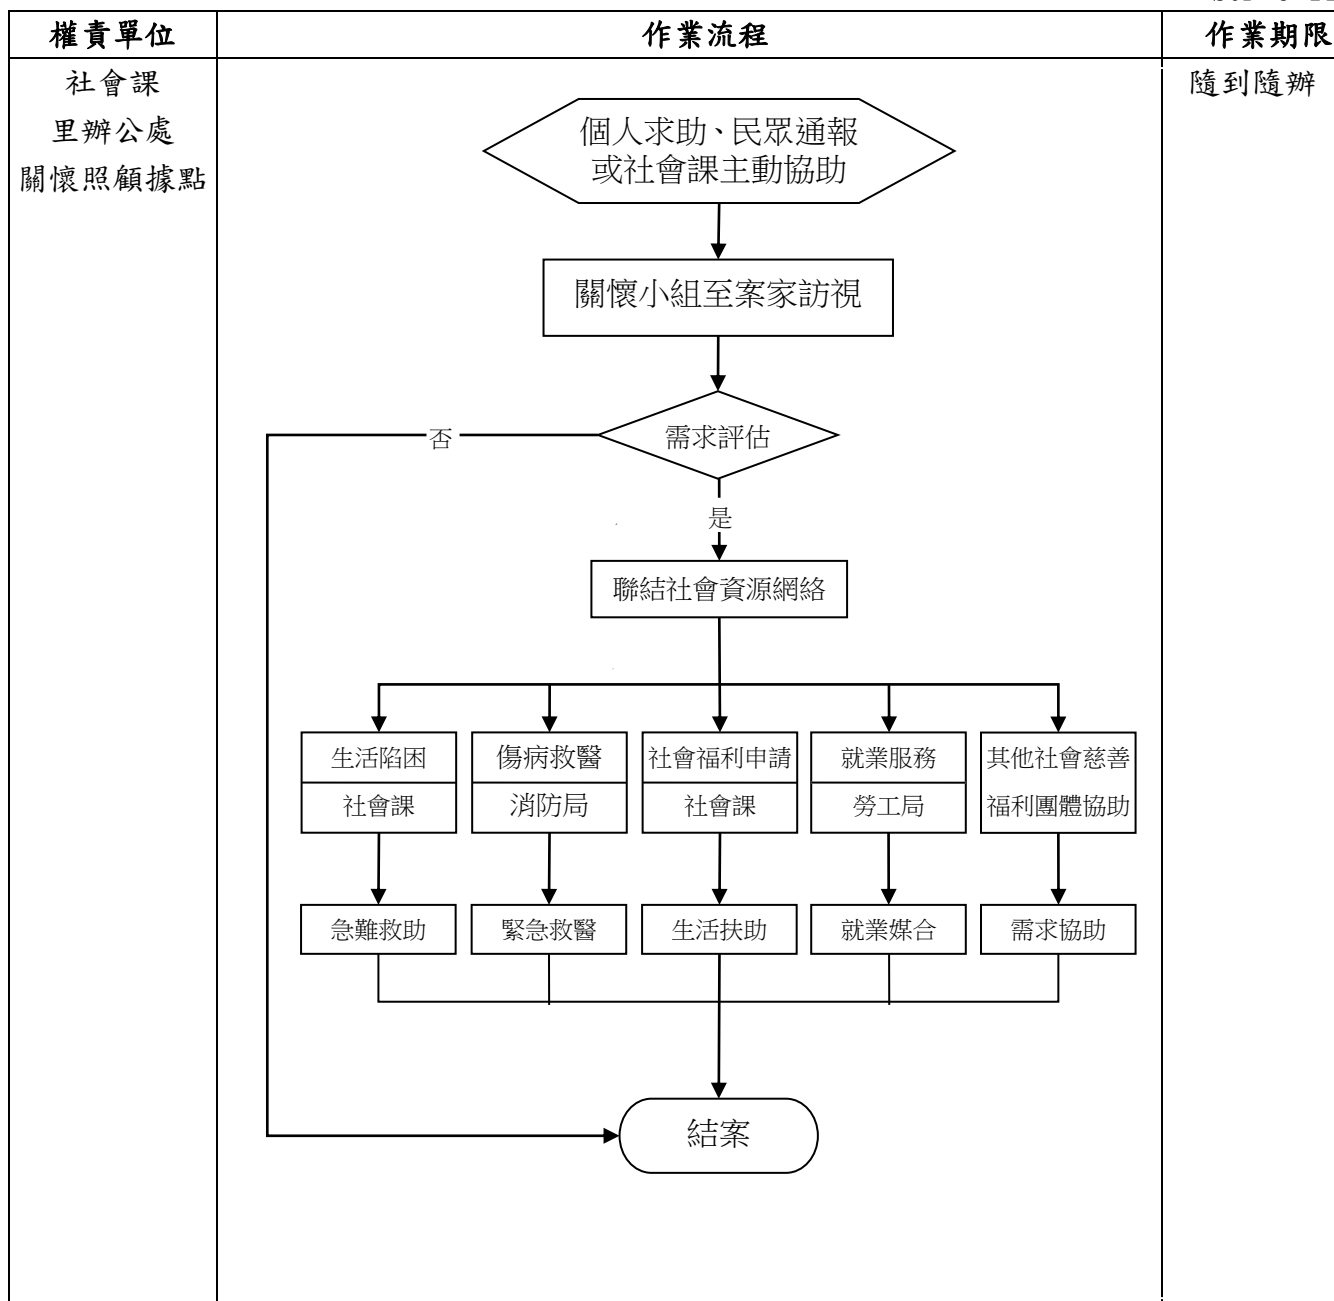 權責單位
作業流程
作業期限
社會課
里辦公處
關懷照顧據點
隨到隨辦
個人求助、民眾通報
或社會課主動協助
關懷小組至案家訪視
需求評估
否
是
聯結社會資源網絡
生活陷困
社會課
傷病救醫
消防局
社會福利申請
社會課
就業服務
勞工局
其他社會慈善
福利團體協助
急難救助
緊急救醫
生活扶助
就業媒合
需求協助
結案